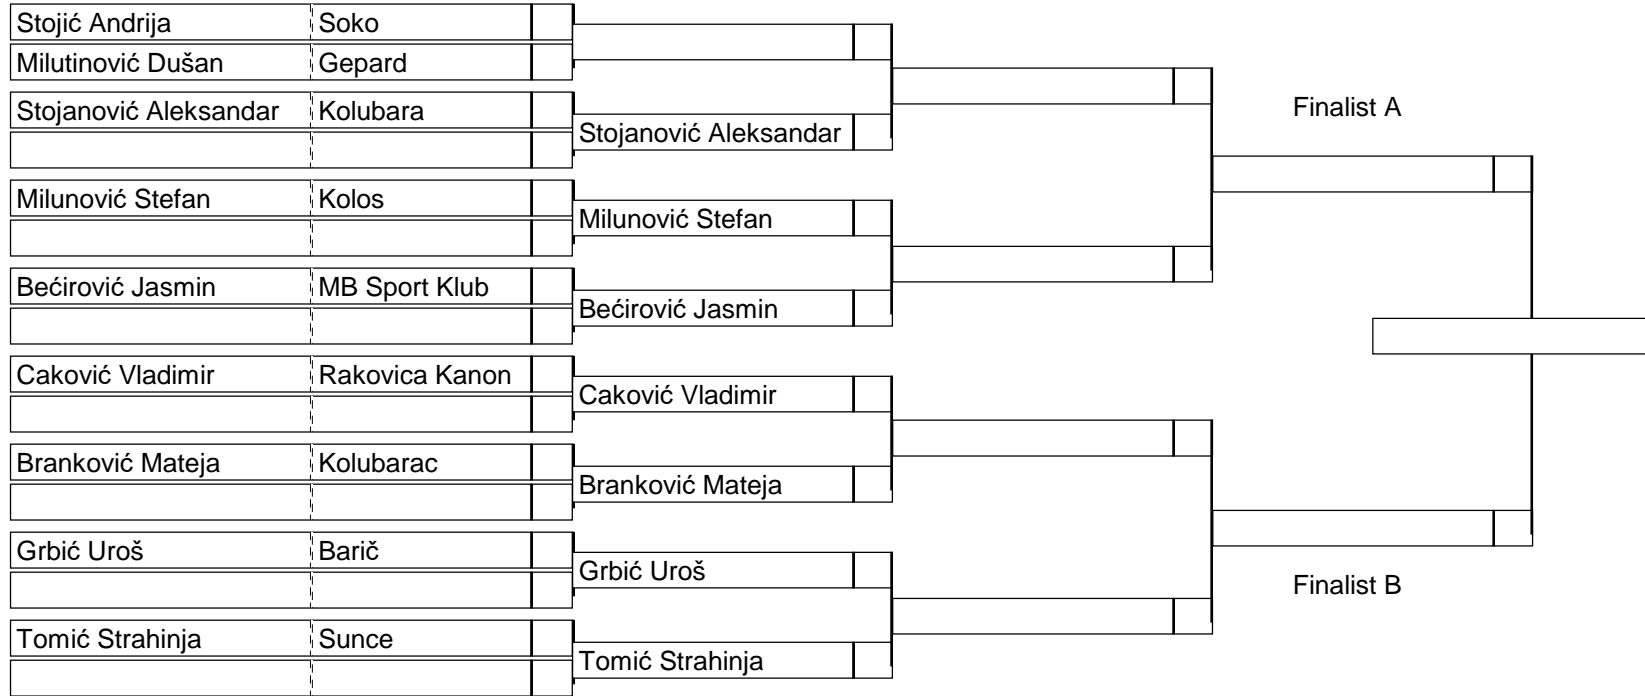 Stojić Andrija Soko
Milutinović Dušan Gepard
Stojanović Aleksandar Kolubara
Stojanović Aleksandar
Milunović Stefan Kolos
Milunović Stefan
Bećirović Jasmin MB Sport Klub
Bećirović Jasmin
Caković Vladimir Rakovica Kanon
Caković Vladimir
Branković Mateja Kolubarac
Branković Mateja
Grbić Uroš Barič
Grbić Uroš
Tomić Strahinja Sunce
Tomić Strahinja
Finalist A
Finalist B